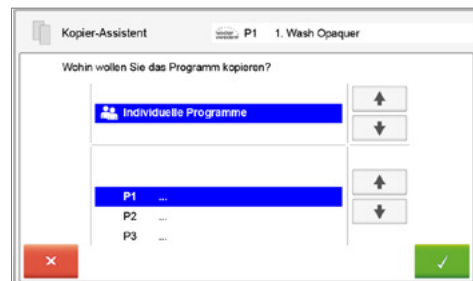 Kopier-Assistent P1 1. Wash Opaquer
Wohin wollen Sie das Programm kopieren?
Individuelle Programme
P1 ...
P2 ...
P3 ...